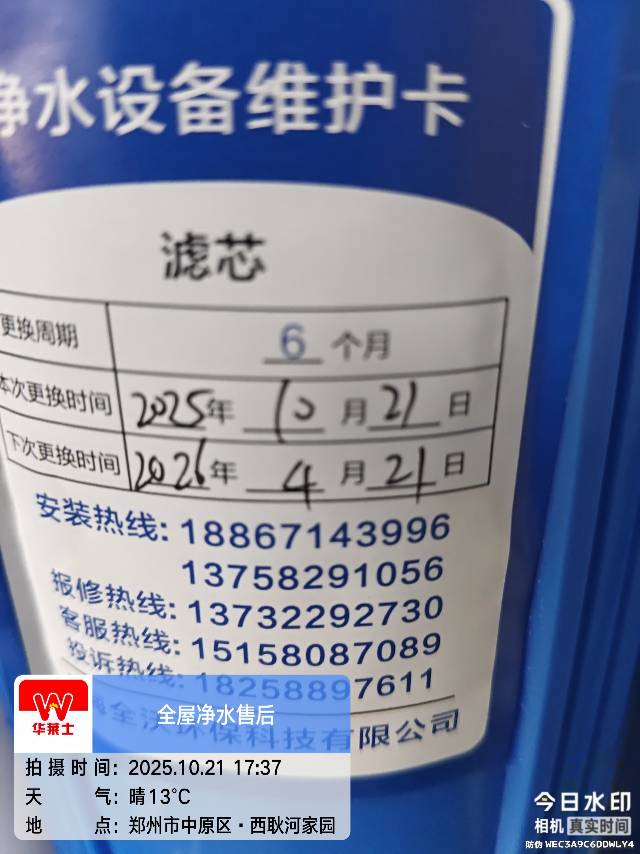 净水设备维护卡
滤芯
更换周期 6 个月
本次更换时间 2025年 10 月 21 日
下次更换时间 2026年 4 月 21 日
安装热线: 18867143996
13758291056
报修热线: 13732292730
客服热线: 15158087089
投诉热线: 18258897611
环保科技有限公司
华莱士
全屋净水售后
拍摄时间: 2025.10.21 17:37
天气: 晴13℃
地点: 郑州市中原区·西耿河家园
今日水印
相机 真实时间
防伪 WEC3A9C6DDWLY4